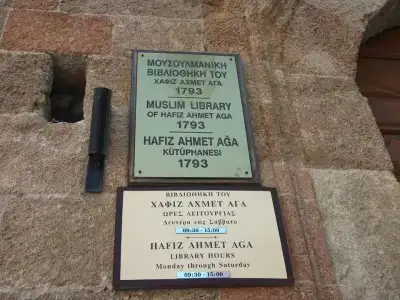 ΜΟΥΣΟΥΛΜΑΝΙΚΗ
ΒΙΒΛΙΟΘΗΚΗ ΤΟΥ
ΧΑΦΙΖ ΑΧΜΕΤ ΑΓΑ
1793
MUSLIM LIBRARY
OF HAFIZ AHMET AGA
1793
HAFIZ AHMET AĞA
KÜTÜPHANESI
1793
ΒΙΒΛΙΟΘΗΚΗ ΤΟΥ
ΧΑΦΙΖ ΑΧΜΕΤ ΑΓΑ
ΩΡΕΣ ΛΕΙΤΟΥΡΓΙΑΣ
Δευτέρα εώς Σάββατο
09:30 - 15:00
HAFIZ AHMET AGA
LIBRARY HOURS
Monday through Saturday
09:30 - 15:00